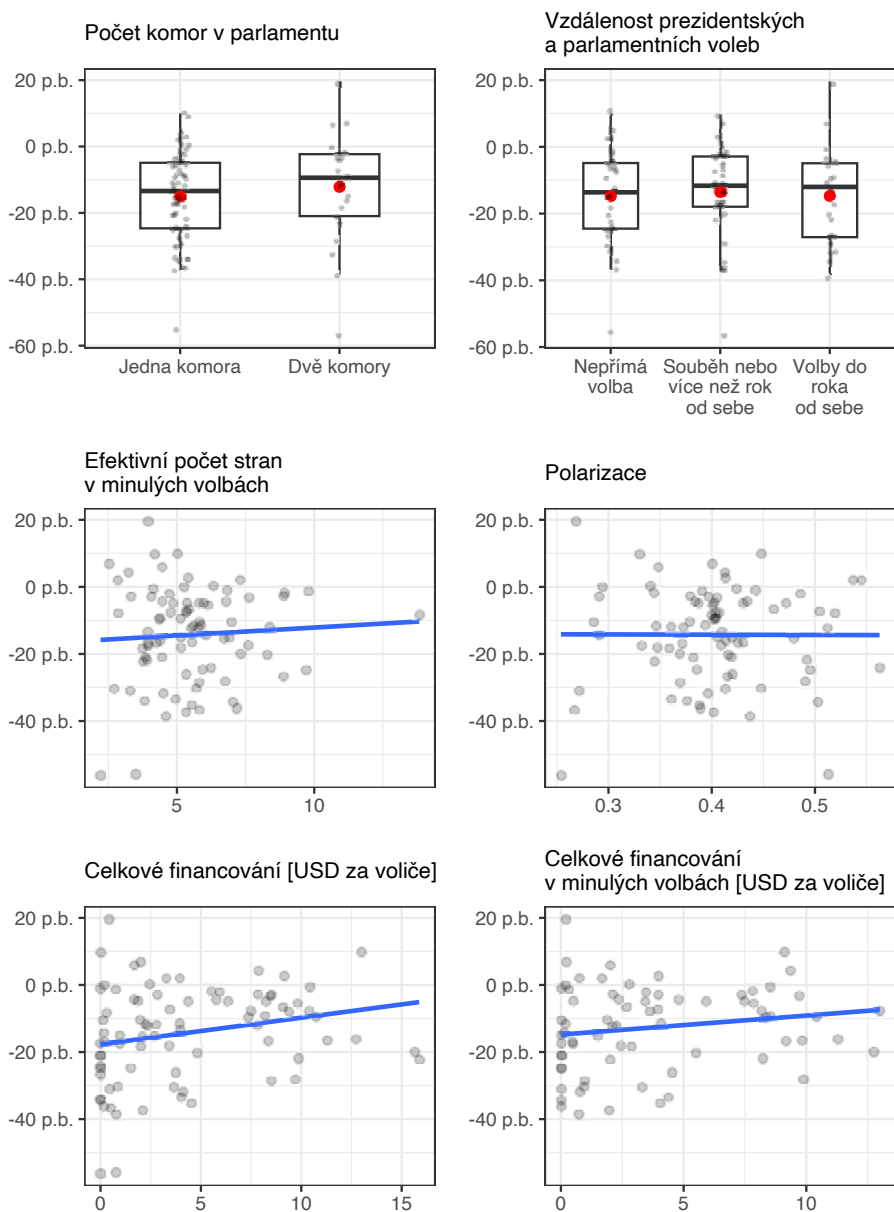 Počet komor v parlamentu
20 p.b.
0 p.b.
-20 p.b.
-40 p.b.
-60 p.b.
Jedna komora
Dvě komory
Vzdálenost prezidentských
a parlamentních voleb
20 p.b.
0 p.b.
-20 p.b.
-40 p.b.
-60 p.b.
Nepřímá
volba
Souběh nebo
více než rok
od sebe
Volby do
roka
od sebe
Efektivní počet stran
v minulých volbách
20 p.b.
0 p.b.
-20 p.b.
-40 p.b.
5
10
Polarizace
20 p.b.
0 p.b.
-20 p.b.
-40 p.b.
0.3
0.4
0.5
Celkové financování [USD za voliče]
20 p.b.
0 p.b.
-20 p.b.
-40 p.b.
0
5
10
15
Celkové financování
v minulých volbách [USD za voliče]
20 p.b.
0 p.b.
-20 p.b.
-40 p.b.
0
5
10